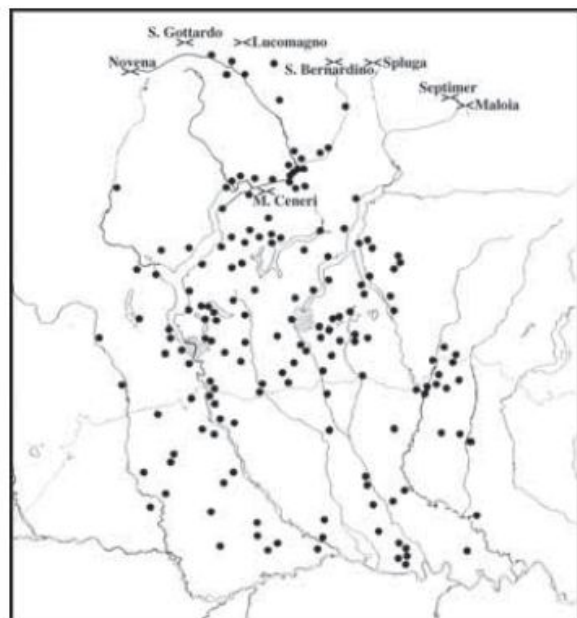 S. Gottardo
Lucomagno
Novena
S. Bernardino
Spluga
Septimer
Maloia
M. Ceneri